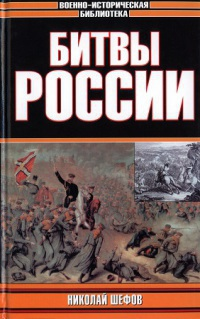 ВОЕННО-ИСТОРИЧЕСКАЯ
БИБЛИОТЕКА
БИТВЫ
РОССИИ
НИКОЛАЙ ШЕФОВ